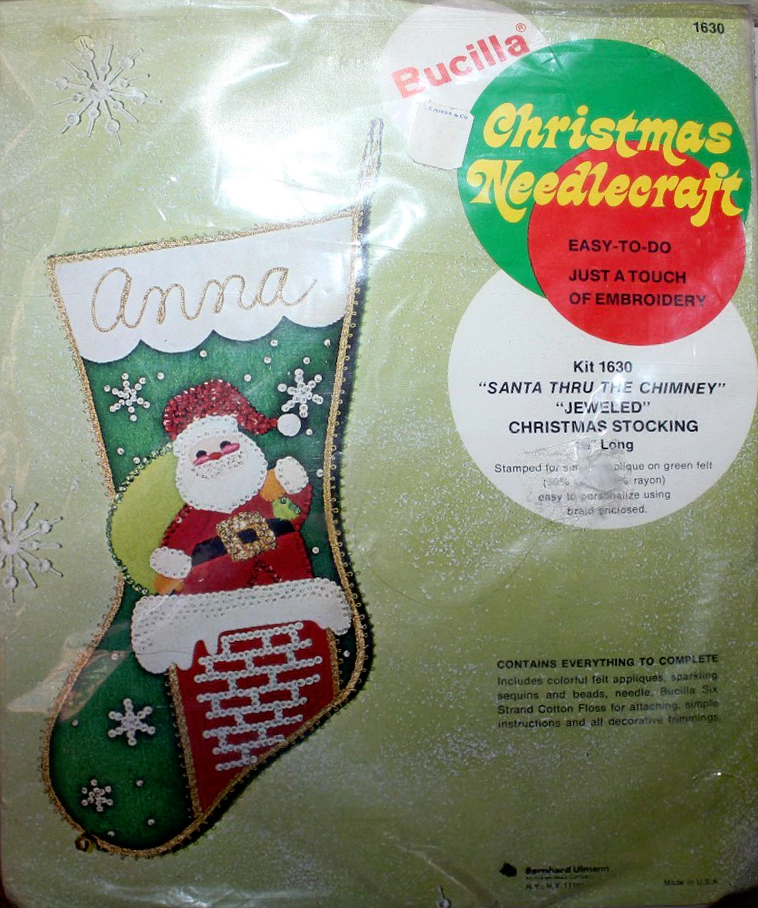 1630
Bucilla®
Christmas
Needlecraft
EASY-TO-DO
JUST A TOUCH
OF EMBROIDERY
Anna
Kit 1630
"SANTA THRU THE CHIMNEY"
"JEWELED"
CHRISTMAS STOCKING
" Long
Stamped for on green felt
rayon)
easy to personalize using
braid enclosed.
CONTAINS EVERYTHING TO COMPLETE
Includes colorful felt appliqués, sparkling
sequins and beads, needle, Bucilla Six
Strand Cotton Floss for attaching, simple
instructions and all decorative trimmings.
Bernhard Ulmann
N.Y., N.Y.
Made in U.S.A.